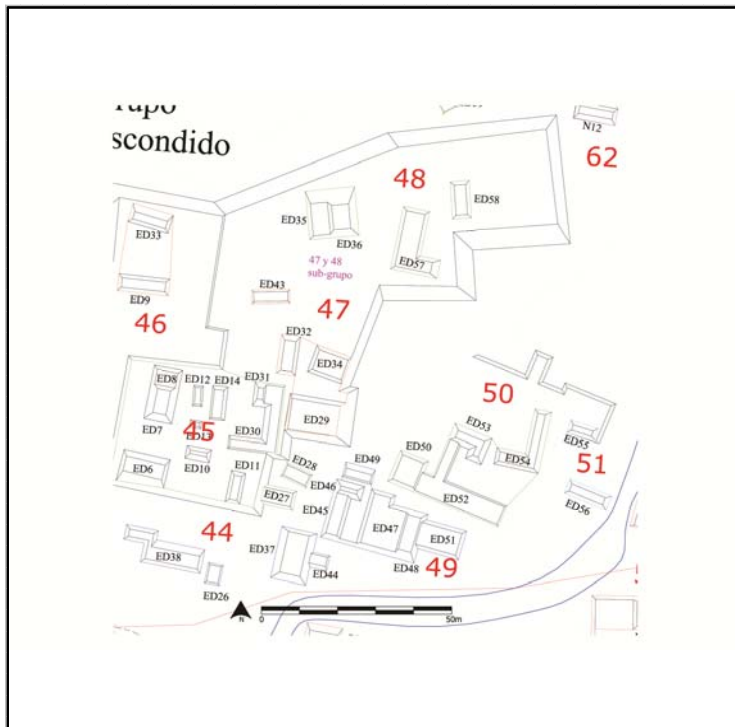 scondido
N12
62
48
ED58
ED35
ED36
ED57
ED33
47 y 48
sub-grupo
ED43
47
ED9
46
ED32
ED34
ED8
ED12
ED14
ED31
50
ED29
ED7
45
ED30
ED53
ED55
ED50
ED54
51
ED6
ED10
ED11
ED28
ED49
ED46
ED27
ED45
ED52
ED56
44
ED47
ED37
ED51
ED38
ED44
ED48
49
ED26
N
0
50m